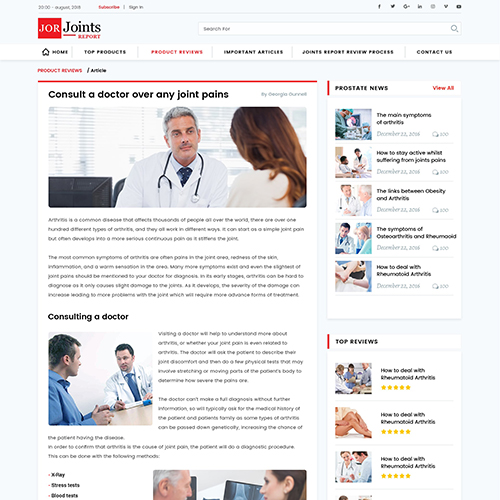 20:00 - august, 2018
Subscribe | Sign in
JOR Joints
REPORT
Search For
HOME
TOP PRODUCTS
PRODUCT REVIEWS
IMPORTANT ARTICLES
JOINTS REPORT REVIEW PROCESS
CONTACT US
PRODUCT REVIEWS / Article
Consult a doctor over any joint pains
By Georgia Gunnell
Arthritis is a common disease that affects thousands of people all over the world, there are over one
hundred different types of arthritis, and they all work in different ways. It can start as a simple joint pain
but often develops into a more serious continuous pain as it stiffens the joint.
The most common symptoms of arthritis are often pains in the joint area, redness of the skin,
inflammation, and a warm sensation in the area. Many more symptoms exist and even the slightest of
joint pains should be mentioned to your doctor for diagnosis. In its early stages, arthritis can be hard to
diagnose as it only causes slight damage to the joints. As it develops, the severity of the damage can
increase leading to more problems with the joint which will require more advance forms of treatment.
Consulting a doctor
Visiting a doctor will help to understand more about
arthritis, or whether your joint pain is even related to
arthritis. The doctor will ask the patient to describe their
joint discomfort and then do a few physical tests that may
involve stretching or moving parts of the patient's body to
determine how severe the pains are.
The doctor can't make a full diagnosis without further
information, so will typically ask for the medical history of
the patient and patients family as some types of arthritis
can be passed down genetically, increasing the chance of
the patient having the disease.
In order to confirm that arthritis is the cause of joint pain, the patient will do a diagnostic procedure.
This can be done with the following methods:
- X-Ray
- Stress tests
- Blood tests
PROSTATE NEWS
View All
The main symptoms
of arthritis
December 22, 2016
100
How to stay active whilst
suffering from joints pains
December 22, 2016
100
The links between Obesity
and Arthritis
December 22, 2016
100
The symptoms of
Osteoarthritis and Rheumaoid
December 22, 2016
100
How to deal with
Rheumatoid Arthritis
December 22, 2016
100
TOP REVIEWS
How to deal with
Rheumatoid Arthritis
How to deal with
Rheumatoid Arthritis
How to deal with
Rheumatoid Arthritis